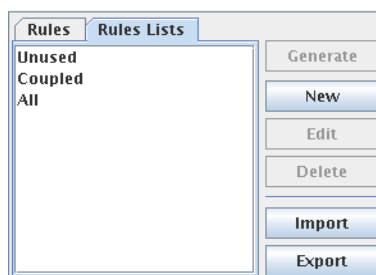 Rules Rules Lists
Unused
Coupled
All
Generate
New
Edit
Delete
Import
Export